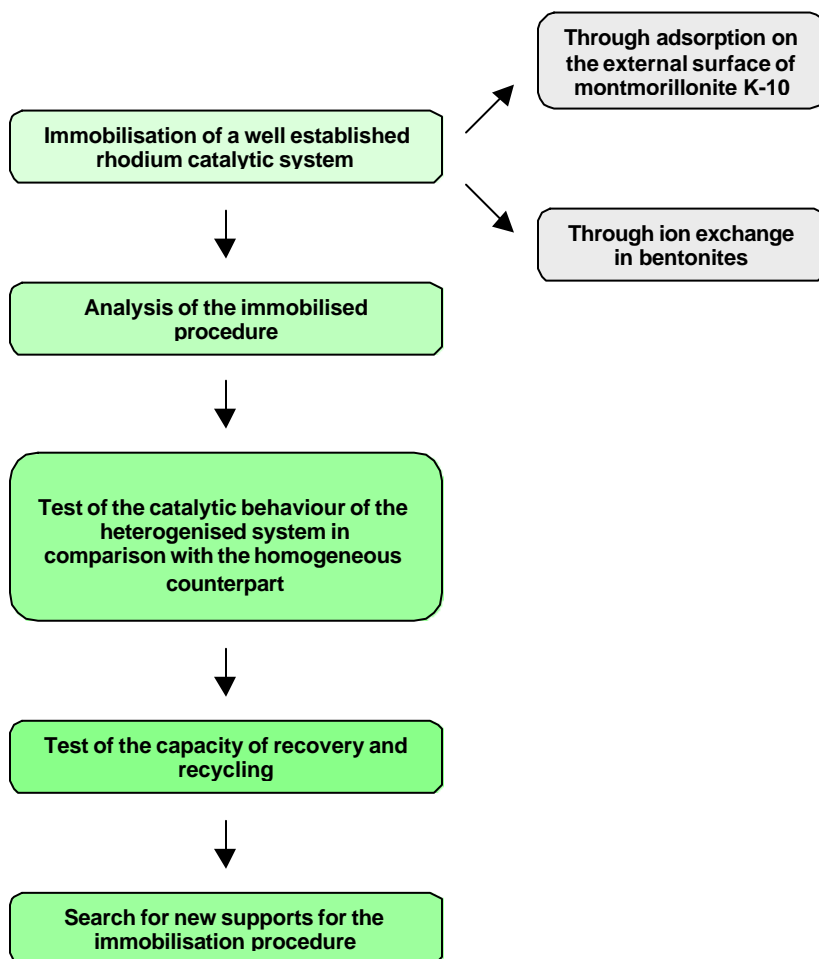 Through adsorption on
the external surface of
montmorillonite K-10
Immobilisation of a well established
rhodium catalytic system
Through ion exchange
in bentonites
Analysis of the immobilised
procedure
Test of the catalytic behaviour of the
heterogenised system in
comparison with the homogeneous
counterpart
Test of the capacity of recovery and
recycling
Search for new supports for the
immobilisation procedure